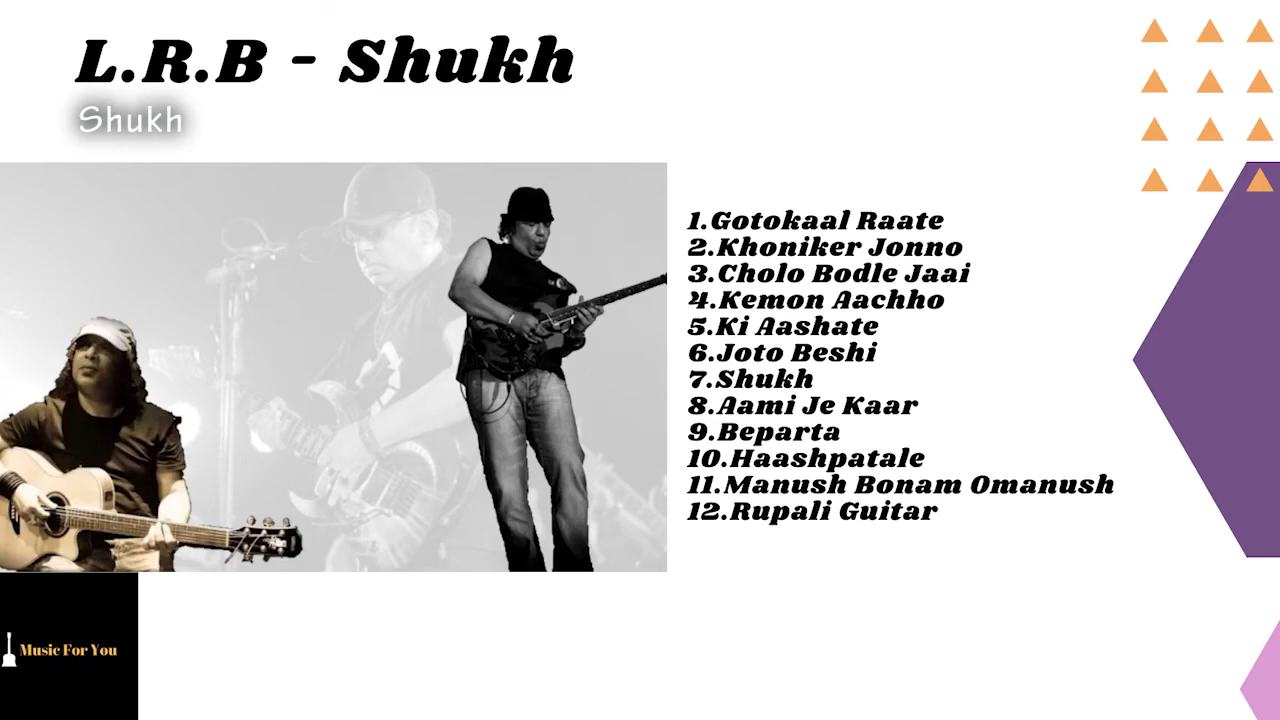 L.R.B - Shukh
Shukh
1.Gotokaal Raate
2.Khoniker Jonno
3.Cholo Bodle Jaai
4.Kemon Aachho
5.Ki Aashate
6.Joto Beshi
7.Shukh
8.Aami Je Kaar
9.Beparta
10.Haashpatale
11.Manush Bonam Omanush
12.Rupali Guitar
Music For You